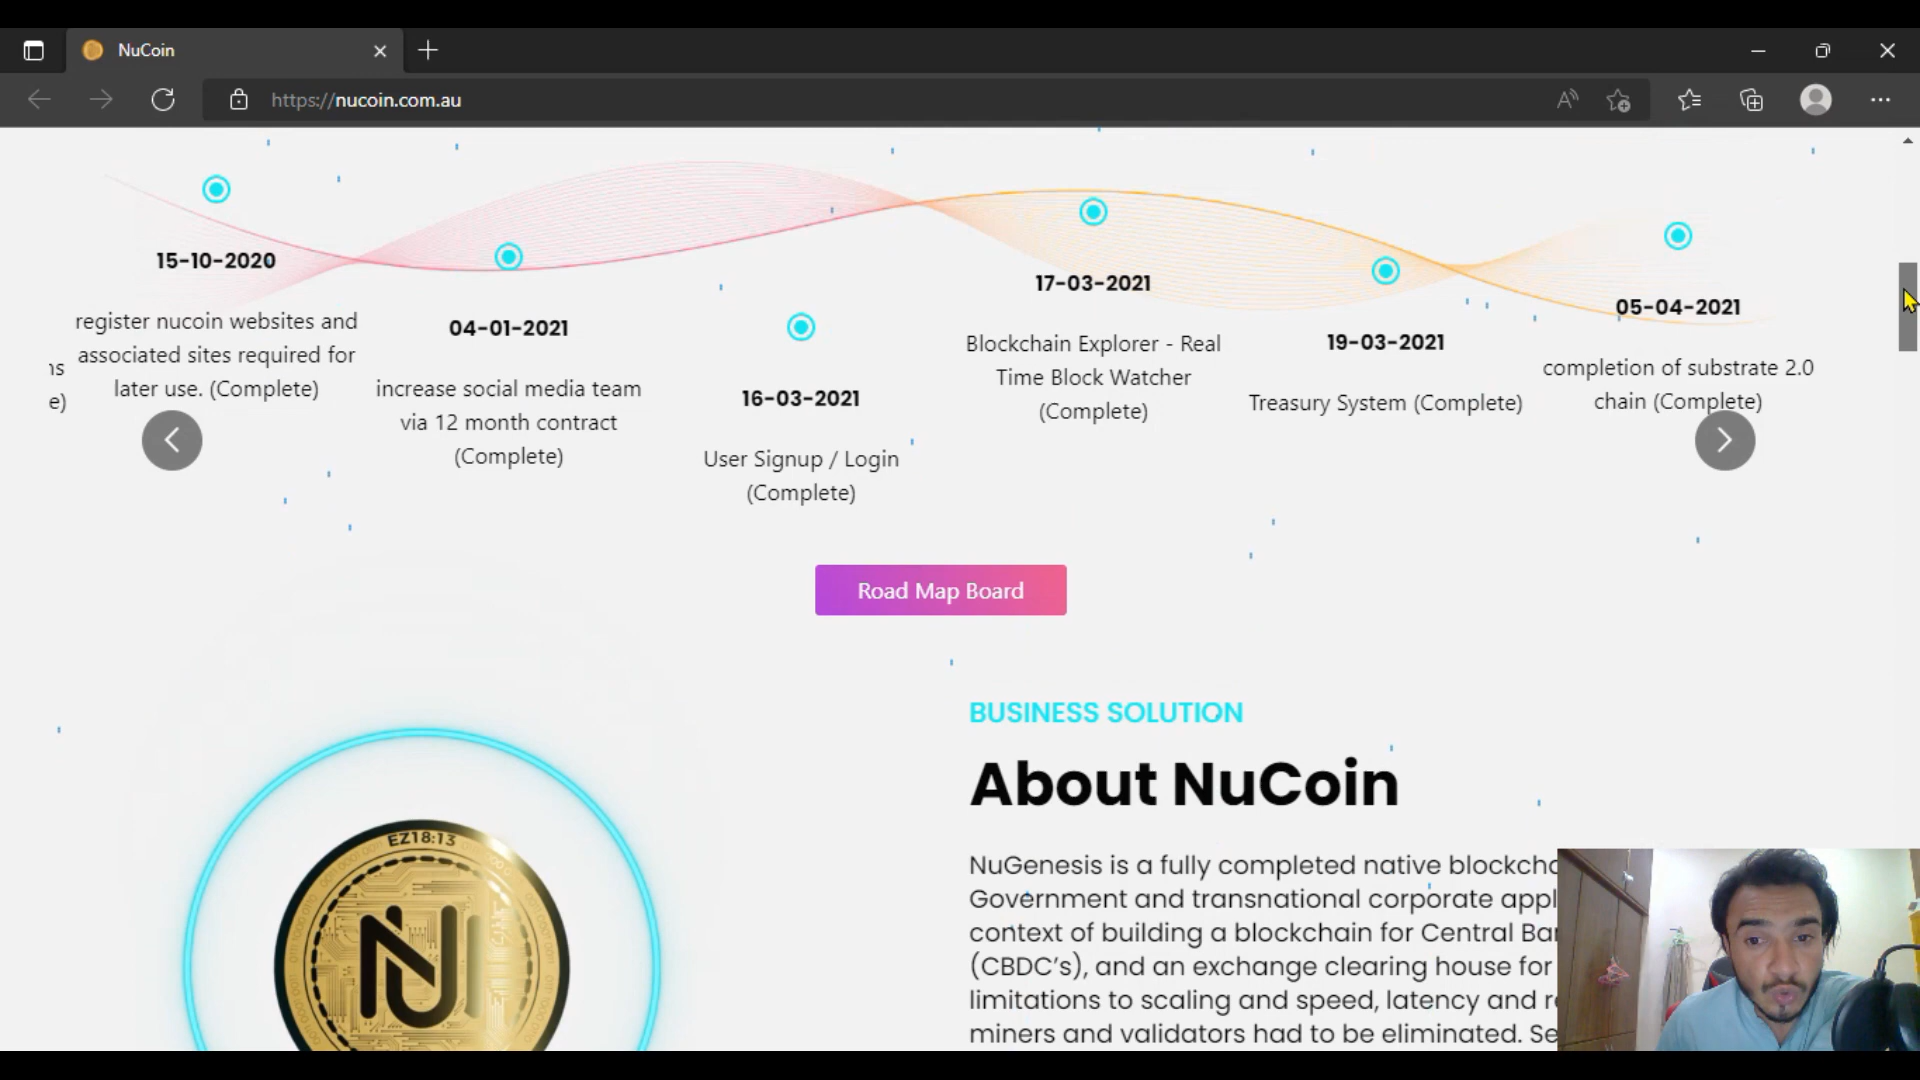 NuCoin
https://nucoin.com.au
15-10-2020
register nucoin websites and
associated sites required for
later use. (Complete)
ns
e)
04-01-2021
increase social media team
via 12 month contract
(Complete)
16-03-2021
User Signup / Login
(Complete)
17-03-2021
Blockchain Explorer - Real
Time Block Watcher
(Complete)
19-03-2021
Treasury System (Complete)
05-04-2021
completion of substrate 2.0
chain (Complete)
Road Map Board
BUSINESS SOLUTION
About NuCoin
NuGenesis is a fully completed native blockcha
Government and transnational corporate appl
context of building a blockchain for Central Ban
(CBDC's), and an exchange clearing house for
limitations to scaling and speed, latency and re
miners and validators had to be eliminated. Se
EZ18:13
NU